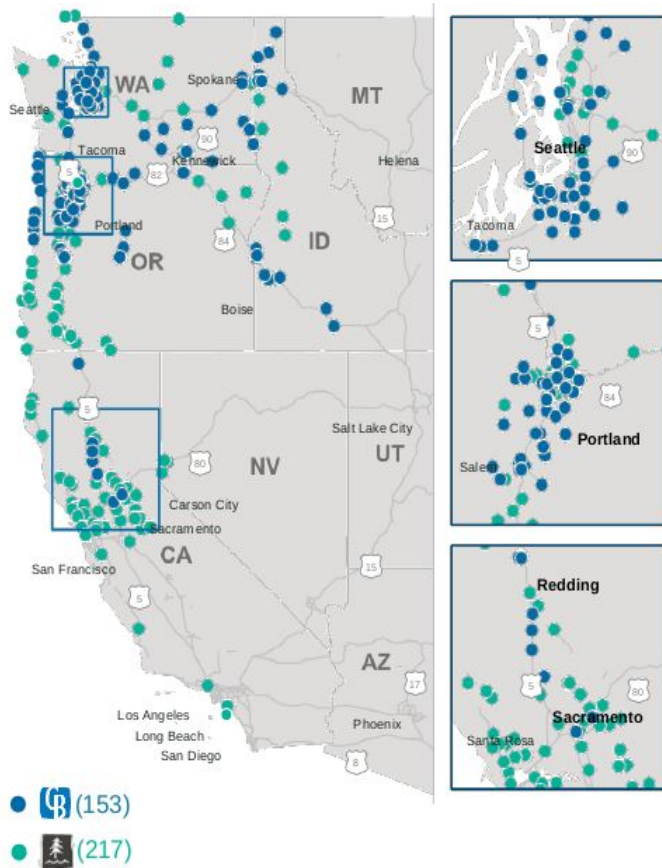 WA
Spokane
MT
Seattle
90
Tacoma
Kennewick
Helena
5
82
15
Portland
84
ID
OR
Boise
5
Salt Lake City
80
NV
UT
Carson City
Sacramento
CA
San Francisco
15
5
AZ
17
Los Angeles
Phoenix
Long Beach
San Diego
8
CB (153)
(217)
Seattle
90
Tacoma
5
5
84
Portland
Salem
Redding
5
80
Sacramento
Santa Rosa